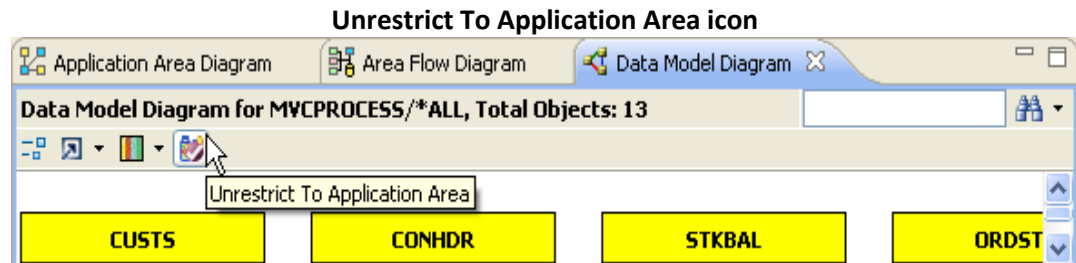 Unrestrict To Application Area icon
Application Area Diagram Area Flow Diagram Data Model Diagram
Data Model Diagram for MVCPROCESS/*ALL, Total Objects: 13
Unrestrict To Application Area
CUSTS CONHDR STKBAL ORDST